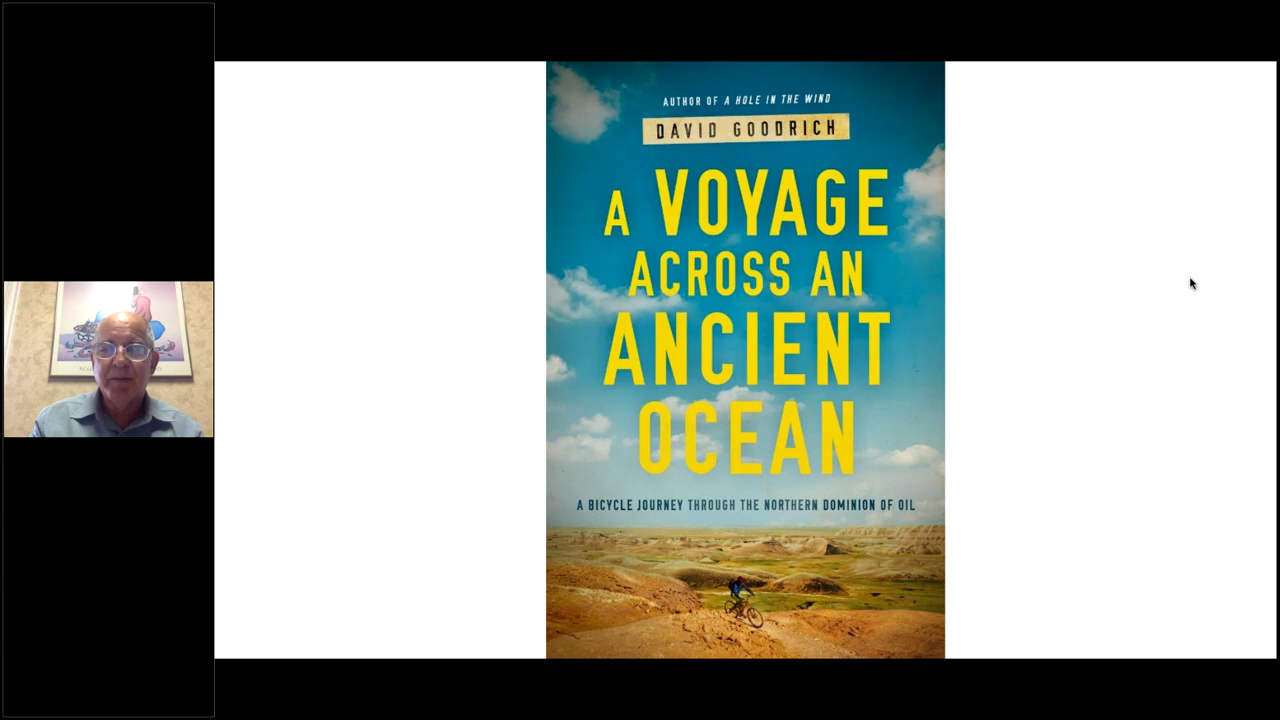 AUTHOR OF A HOLE IN THE WIND
DAVID GOODRICH
A VOYAGE
ACROSS AN
ANCIENT
OCEAN
A BICYCLE JOURNEY THROUGH THE NORTHERN DOMINION OF OIL